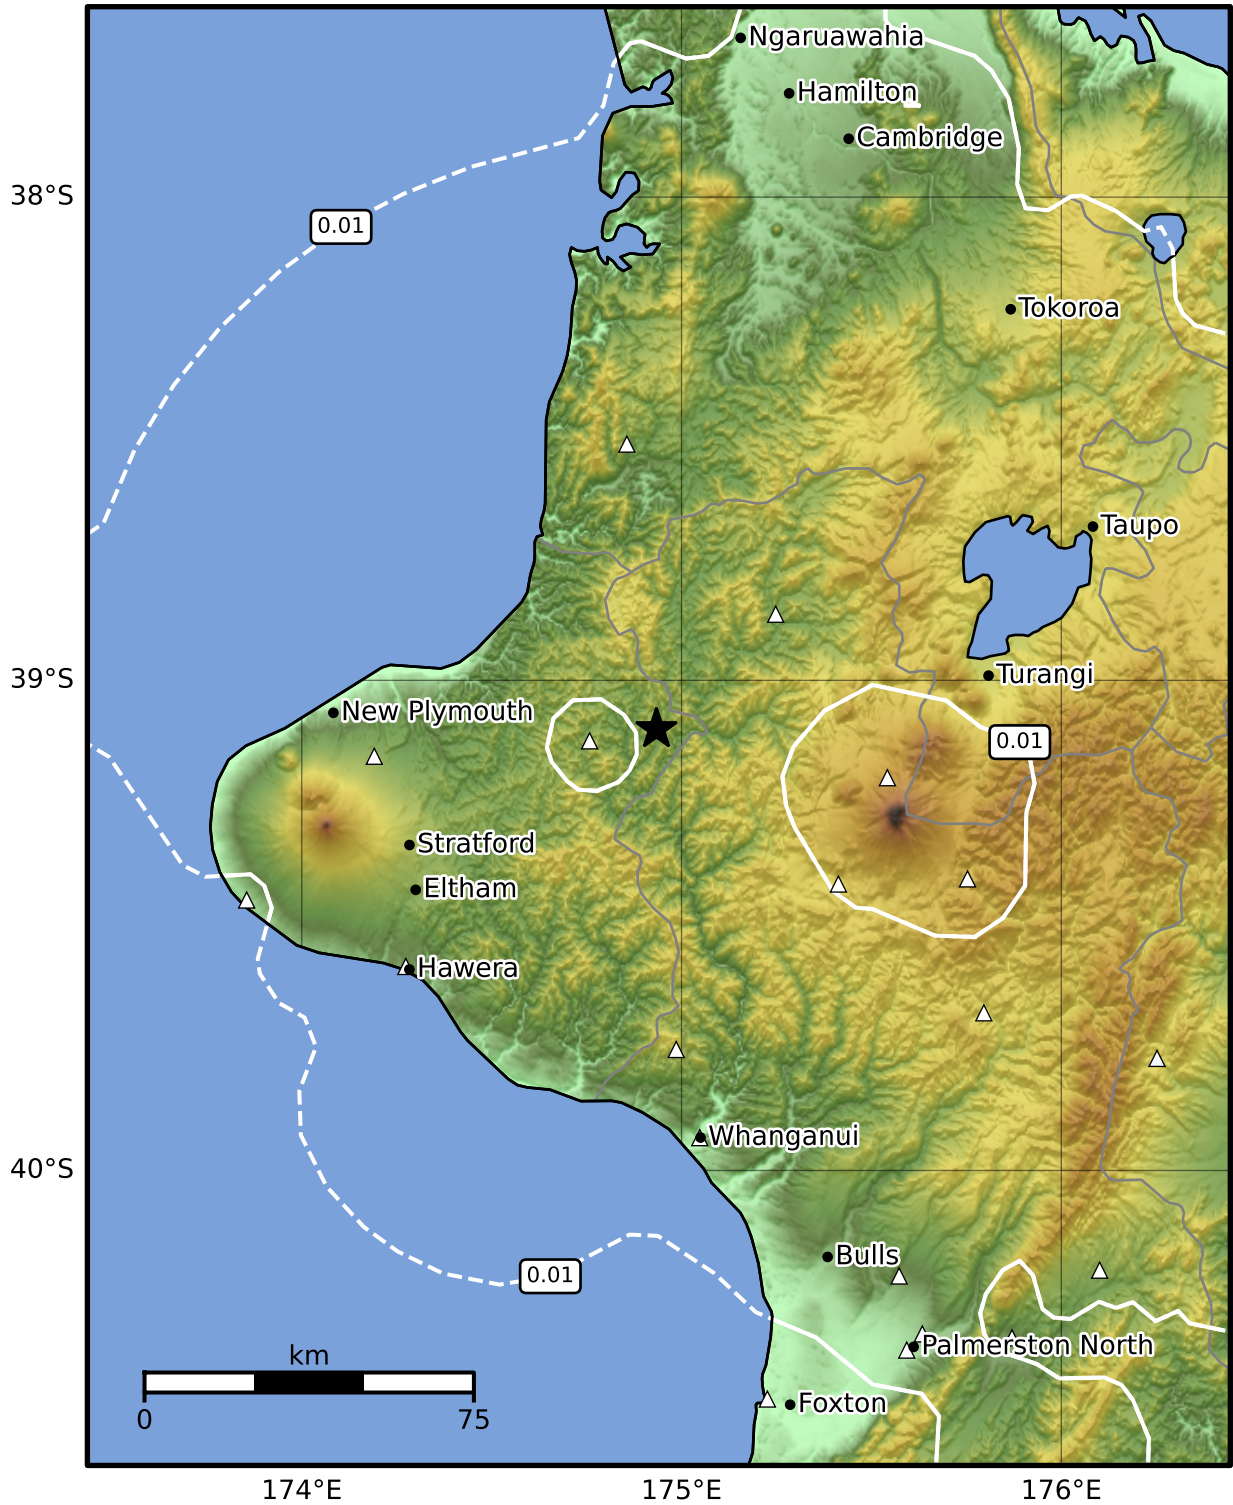 Ngaruawahia
Hamilton
Cambridge
38°S
0.01
Tokoroa
Taupo
39°S
Turangi
New Plymouth
0.01
Stratford
Eltham
Hawera
Whanganui
40°S
Bulls
0.01
Palmerston North
km
Foxton
0 75
174°E 175°E 176°E